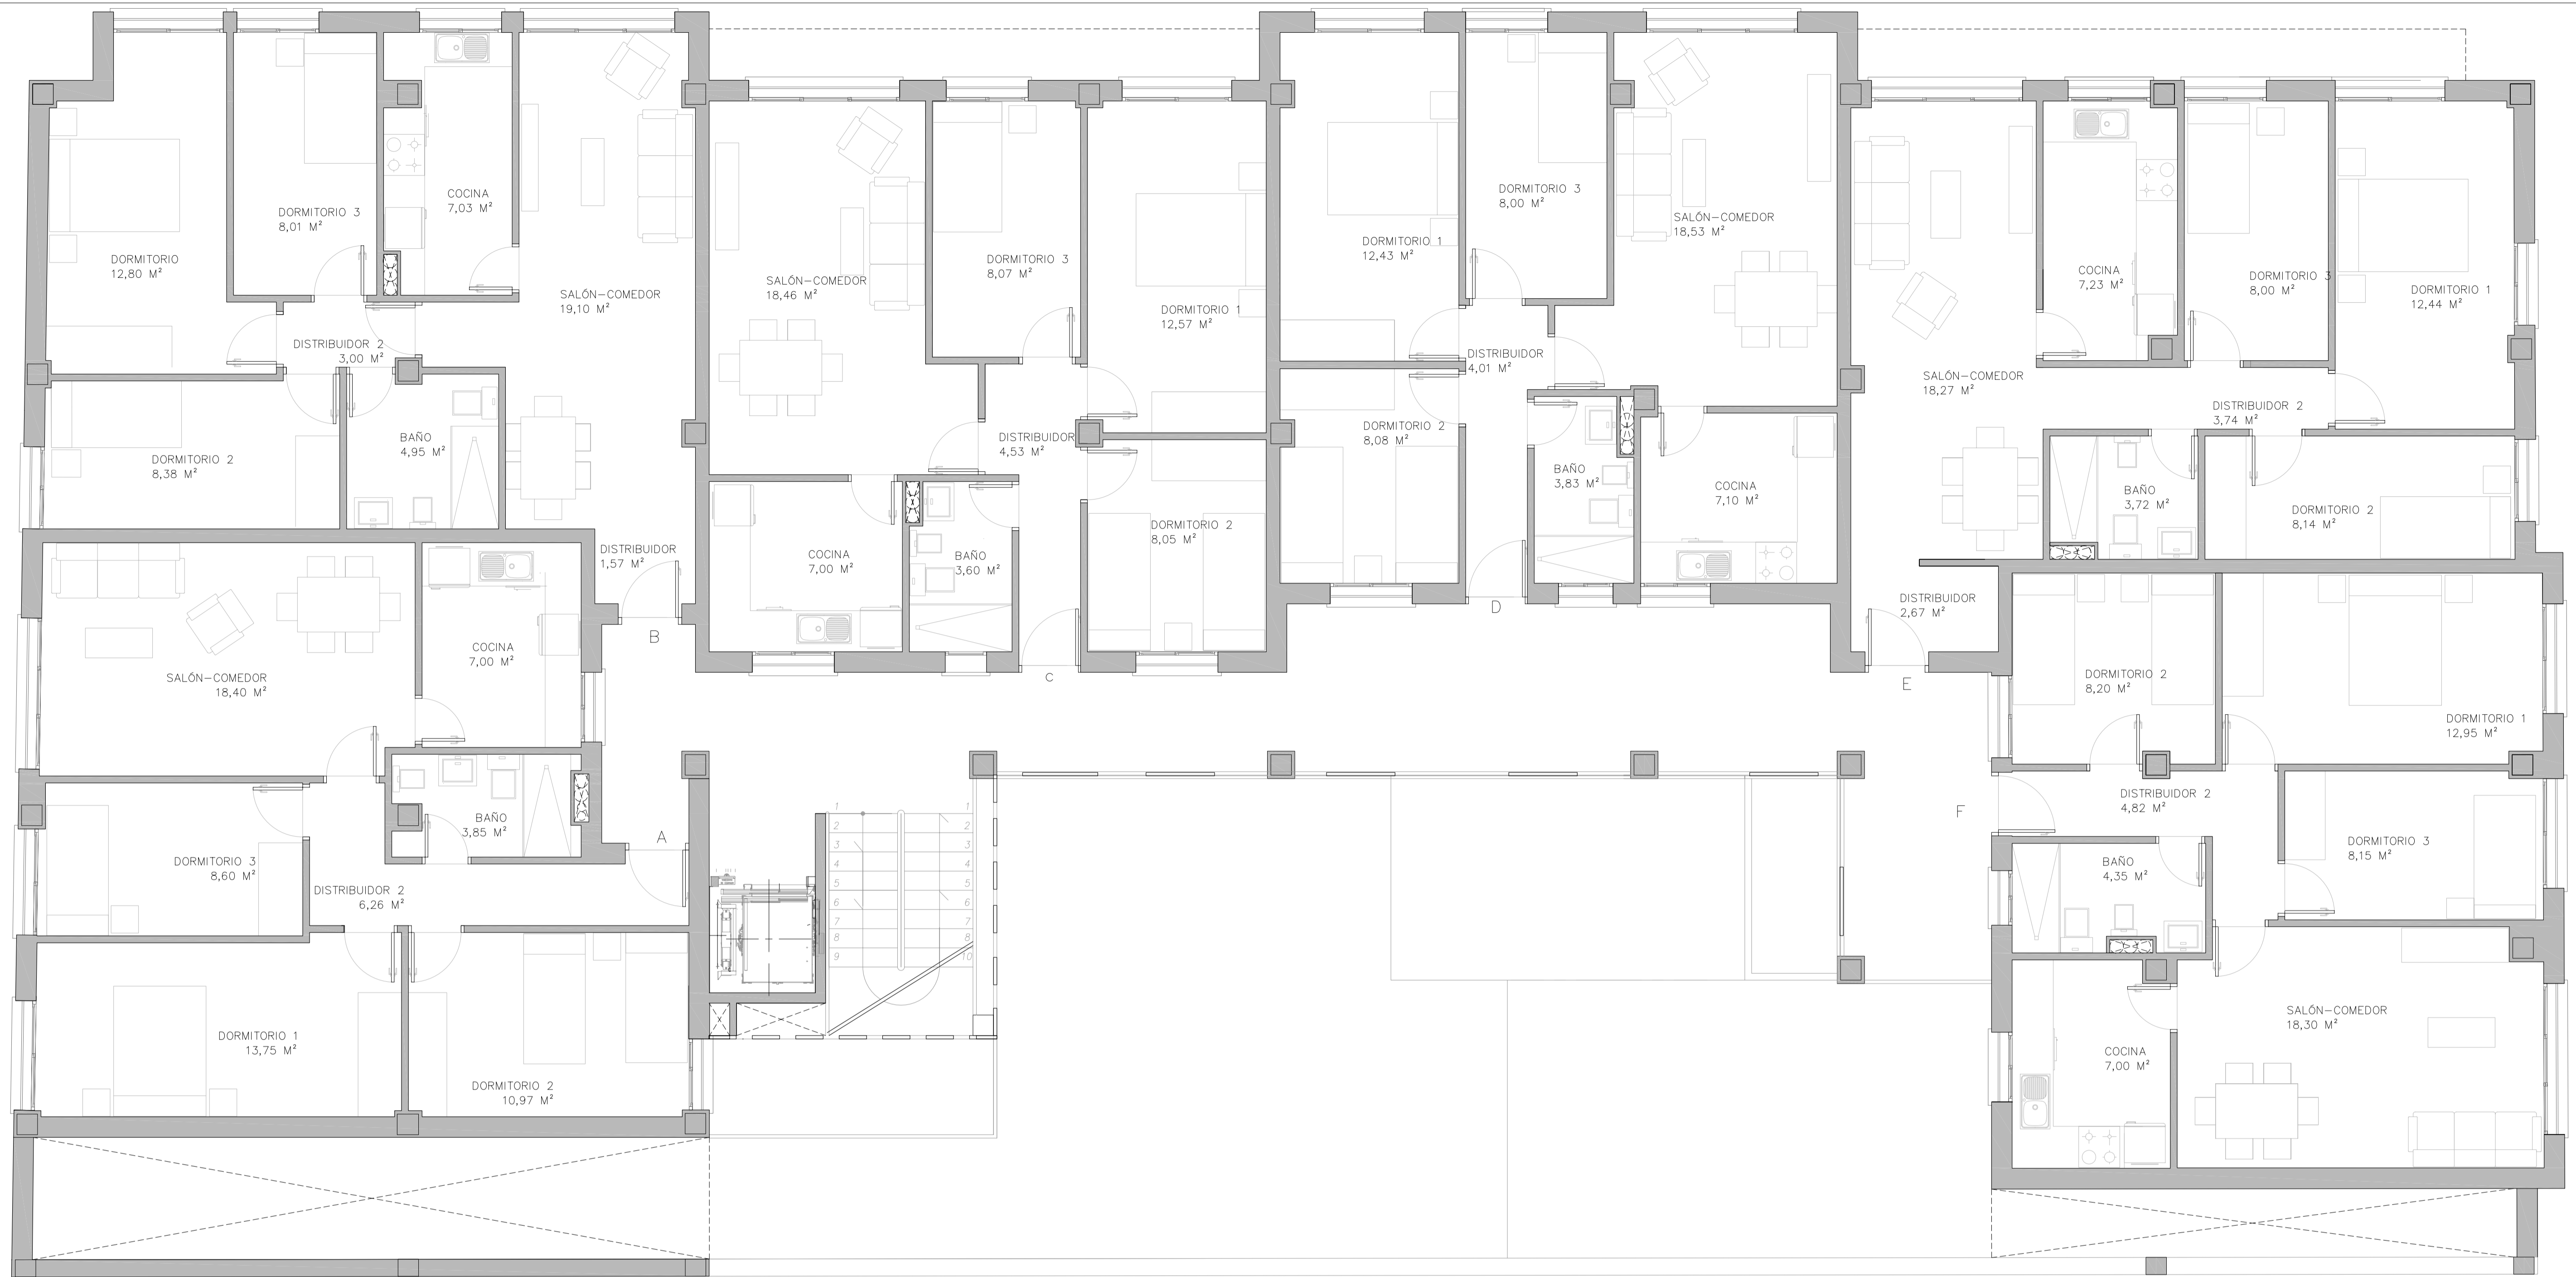 DORMITORIO
12,80 M²
DORMITORIO 3
8,01 M²
COCINA
7,03 M²
SALÓN-COMEDOR
19,10 M²
DISTRIBUIDOR 2
3,00 M²
DORMITORIO 2
8,38 M²
BAÑO
4,95 M²
DISTRIBUIDOR
1,57 M²
B
SALÓN-COMEDOR
18,46 M²
DORMITORIO 3
8,07 M²
DORMITORIO 1
12,57 M²
DISTRIBUIDOR
4,53 M²
COCINA
7,00 M²
BAÑO
3,60 M²
DORMITORIO 2
8,05 M²
C
DORMITORIO 1
12,43 M²
DORMITORIO 3
8,00 M²
SALÓN-COMEDOR
18,53 M²
DISTRIBUIDOR
4,01 M²
DORMITORIO 2
8,08 M²
BAÑO
3,83 M²
COCINA
7,10 M²
D
SALÓN-COMEDOR
18,27 M²
COCINA
7,23 M²
DORMITORIO 3
8,00 M²
DORMITORIO 1
12,44 M²
DISTRIBUIDOR 2
3,74 M²
BAÑO
3,72 M²
DORMITORIO 2
8,14 M²
DISTRIBUIDOR
2,67 M²
E
SALÓN-COMEDOR
18,40 M²
COCINA
7,00 M²
BAÑO
3,85 M²
A
DORMITORIO 3
8,60 M²
DISTRIBUIDOR 2
6,26 M²
DORMITORIO 1
13,75 M²
DORMITORIO 2
10,97 M²
1 1
2 2
3 3
4 4
5 5
6 6
7 7
8 8
9 10
DORMITORIO 2
8,20 M²
DORMITORIO 1
12,95 M²
DISTRIBUIDOR 2
4,82 M²
F
DORMITORIO 3
8,15 M²
BAÑO
4,35 M²
SALÓN-COMEDOR
18,30 M²
COCINA
7,00 M²